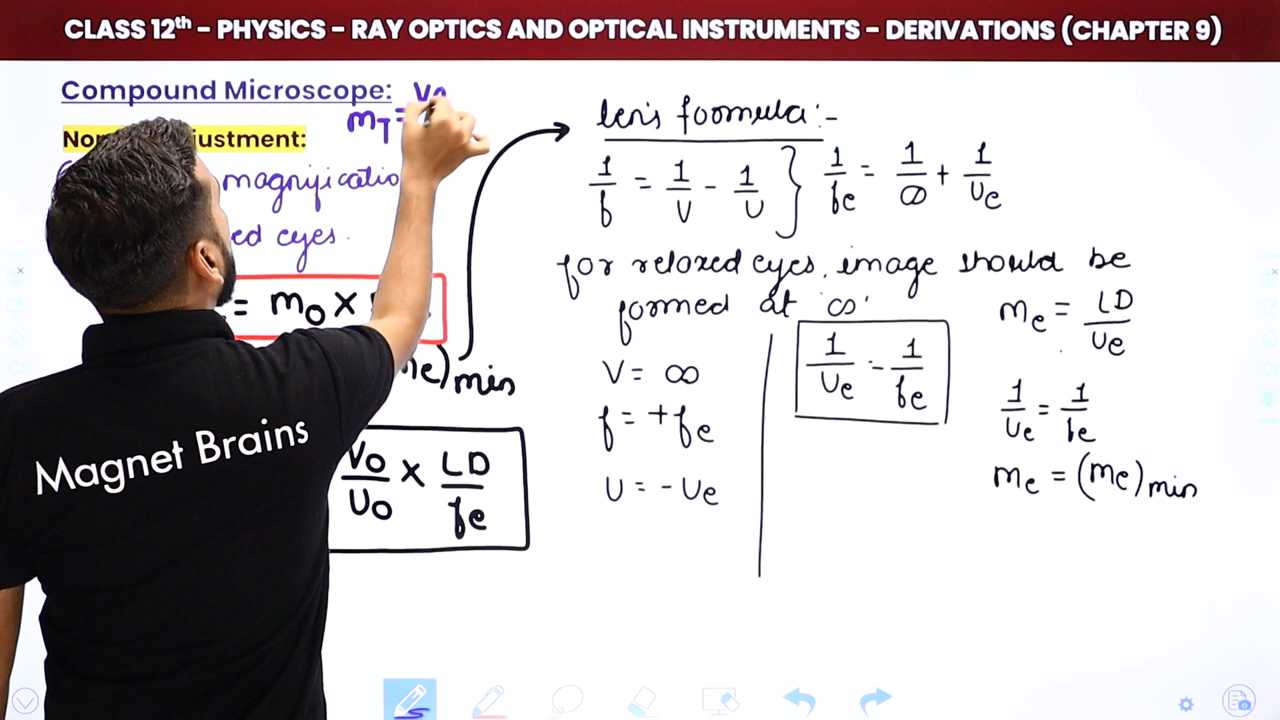 CLASS 12th - PHYSICS - RAY OPTICS AND OPTICAL INSTRUMENTS - DERIVATIONS (CHAPTER 9)
Compound Microscope:
mT = vo
magnificatio
ed eyes.
= mo ×
me)min
vo/uo × LD/fe
Magnet Brains
len's foomula:-
1/f = 1/v - 1/u } 1/fe = 1/∞ + 1/ue
for reloxed eyes, image should be
formed at ∞.
me = LD/ue
v = ∞
1/ue = 1/fe
f = +fe
1/ue = 1/fe
u = -ue
me = (me)min